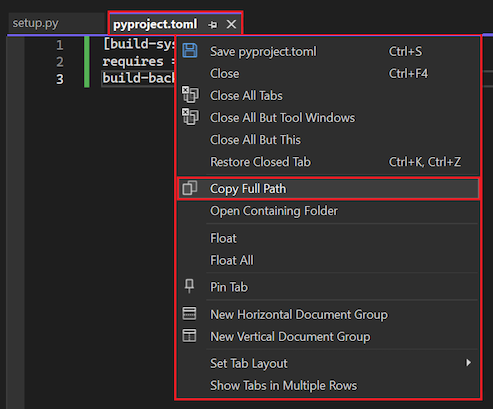 setup.py
pyproject.toml
1 [build-sys
2 requires =
3 build-back
Save pyproject.toml Ctrl+S
Close Ctrl+F4
Close All Tabs
Close All But Tool Windows
Close All But This
Restore Closed Tab Ctrl+K, Ctrl+Z
Copy Full Path
Open Containing Folder
Float
Float All
Pin Tab
New Horizontal Document Group
New Vertical Document Group
Set Tab Layout
Show Tabs in Multiple Rows